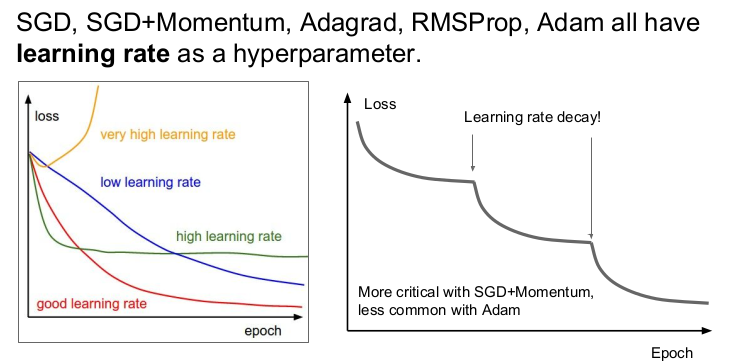 SGD, SGD+Momentum, Adagrad, RMSProp, Adam all have
learning rate as a hyperparameter.
loss
very high learning rate
low learning rate
high learning rate
good learning rate
epoch
Loss
Learning rate decay!
More critical with SGD+Momentum,
less common with Adam
Epoch